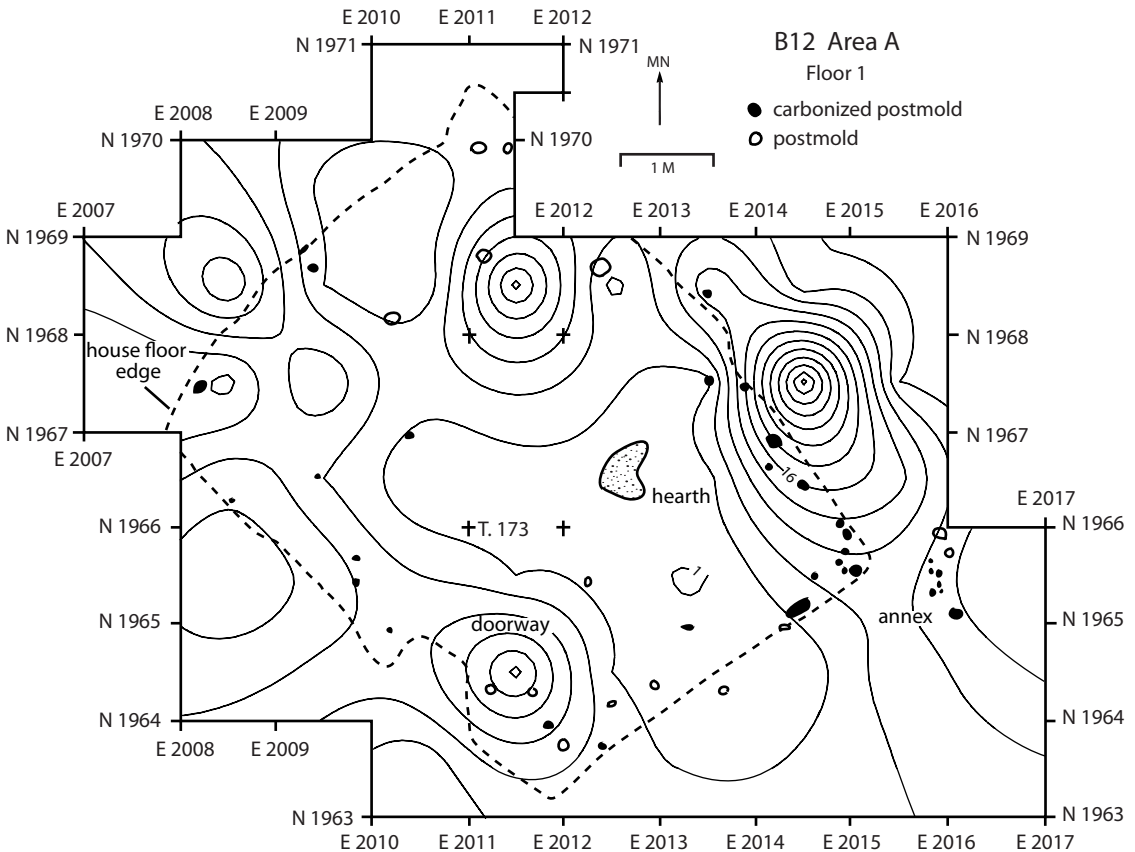 E 2010 E 2011 E 2012
N 1971 N 1971
B12 Area A
Floor 1
MN
carbonized postmold
postmold
1 M
E 2008 E 2009
N 1970 N 1970
E 2007 E 2012 E 2013 E 2014 E 2015 E 2016
N 1969 N 1969
N 1968 N 1968
house floor
edge
N 1967 N 1967
E 2007
16
hearth
E 2017
N 1966 T. 173 N 1966
1
N 1965 doorway annex N 1965
N 1964 N 1964
E 2008 E 2009
N 1963 N 1963
E 2010 E 2011 E 2012 E 2013 E 2014 E 2015 E 2016 E 2017